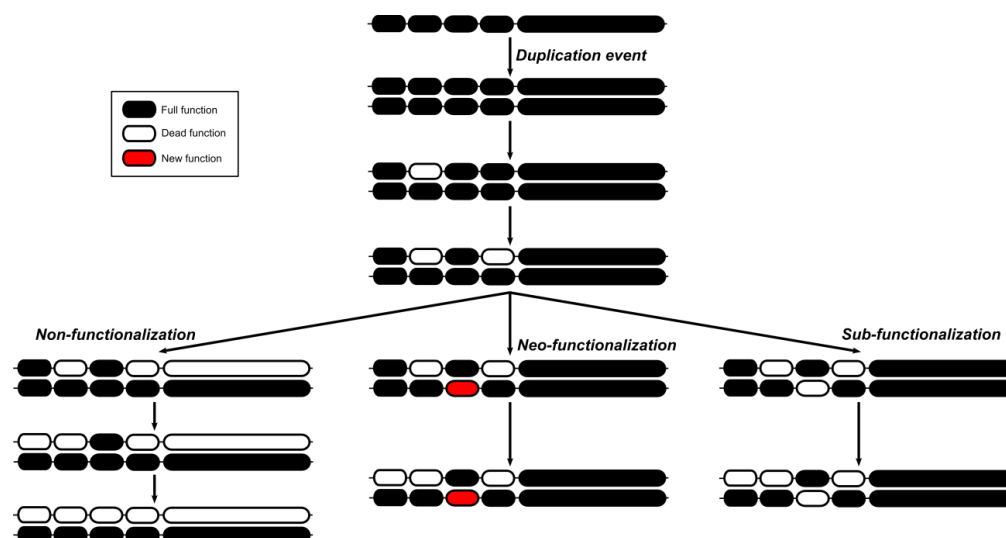 Duplication event
Full function
Dead function
New function
Non-functionalization
Neo-functionalization
Sub-functionalization